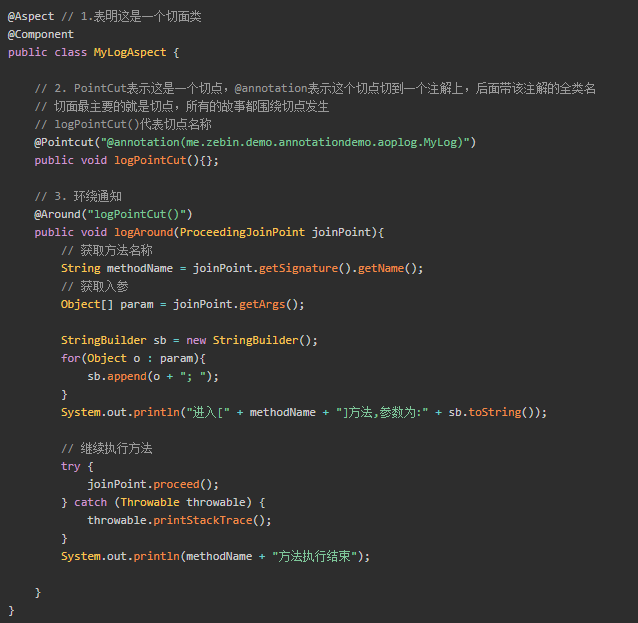 @Aspect // 1.表明这是一个切面类
@Component
public class MyLogAspect {
// 2. PointCut表示这是一个切点，@annotation表示这个切点切到一个注解上，后面带该注解的全类名
// 切面最主要的就是切点，所有的故事都围绕切点发生
// logPointCut()代表切点名称
@Pointcut("@annotation(me.zebin.demo.annotationdemo.aoplog.MyLog)")
public void logPointCut(){};
// 3. 环绕通知
@Around("logPointCut()")
public void logAround(ProceedingJoinPoint joinPoint){
// 获取方法名称
String methodName = joinPoint.getSignature().getName();
// 获取入参
Object[] param = joinPoint.getArgs();
StringBuilder sb = new StringBuilder();
for(Object o : param){
sb.append(o + "; ");
}
System.out.println("进入[" + methodName + "]方法,参数为:" + sb.toString());
// 继续执行方法
try {
joinPoint.proceed();
} catch (Throwable throwable) {
throwable.printStackTrace();
}
System.out.println(methodName + "方法执行结束");
}
}